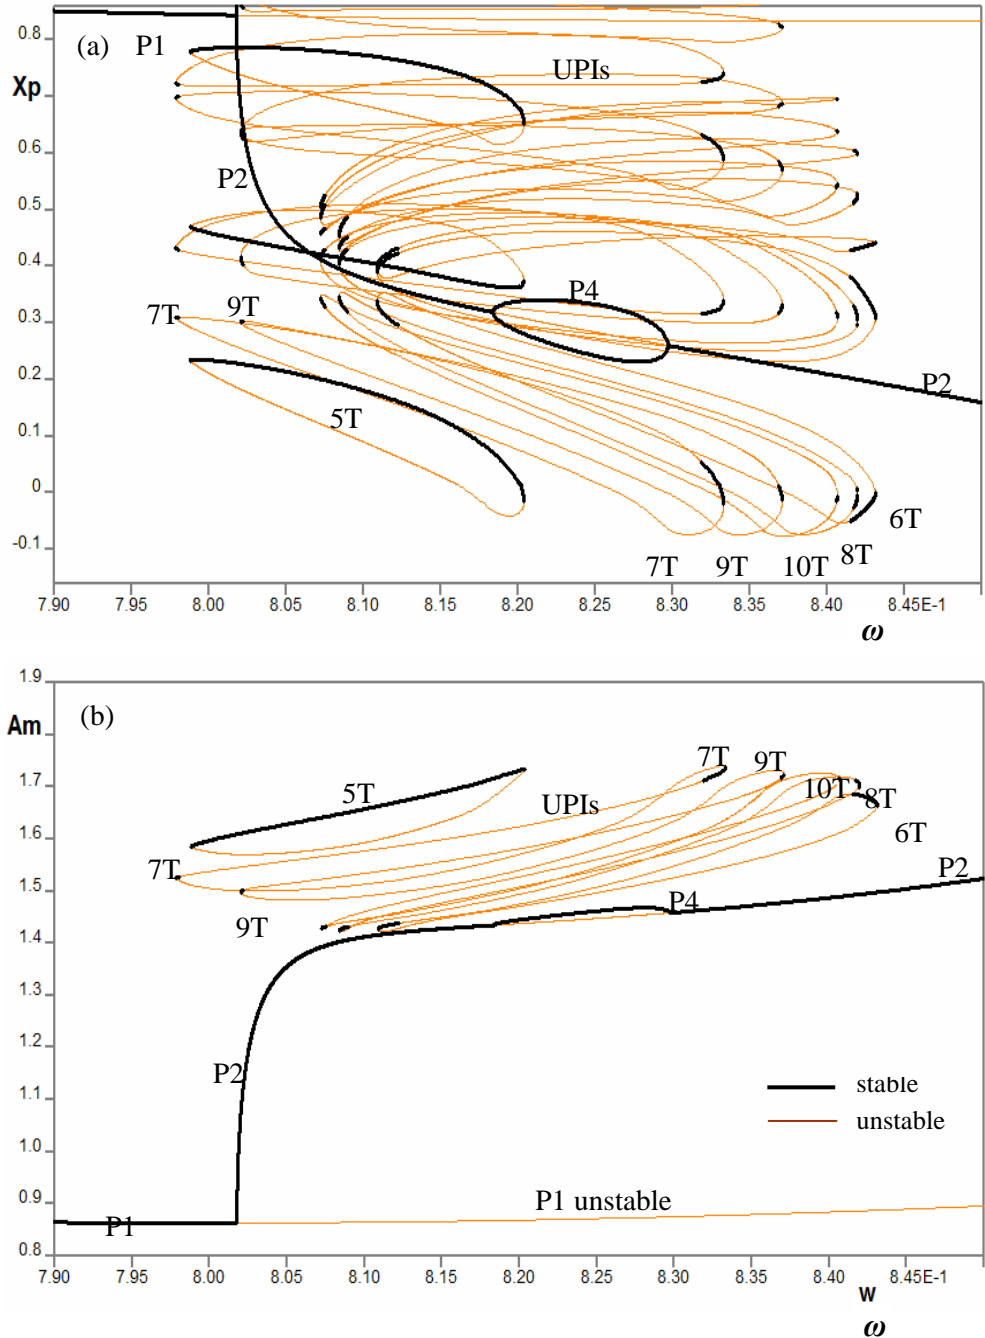 (a)
Xp
0.8
0.6
0.5
0.4
0.3
0.2
0.1
0
-0.1
P1
UPIs
P2
P4
7T
9T
5T
P2
6T
7T
9T
10T
8T
7.90
7.95
8.00
8.05
8.10
8.15
8.20
8.25
8.30
8.35
8.40
8.45E-1
ω
(b)
Am
1.9
1.7
1.6
1.5
1.4
1.3
1.2
1.1
1.0
0.9
0.8
7T
9T
10T
8T
6T
5T
UPIs
7T
P2
P4
9T
P2
stable
unstable
P1 unstable
P1
7.90
7.95
8.00
8.05
8.10
8.15
8.20
8.25
8.30
8.35
8.40
8.45E-1
w
ω